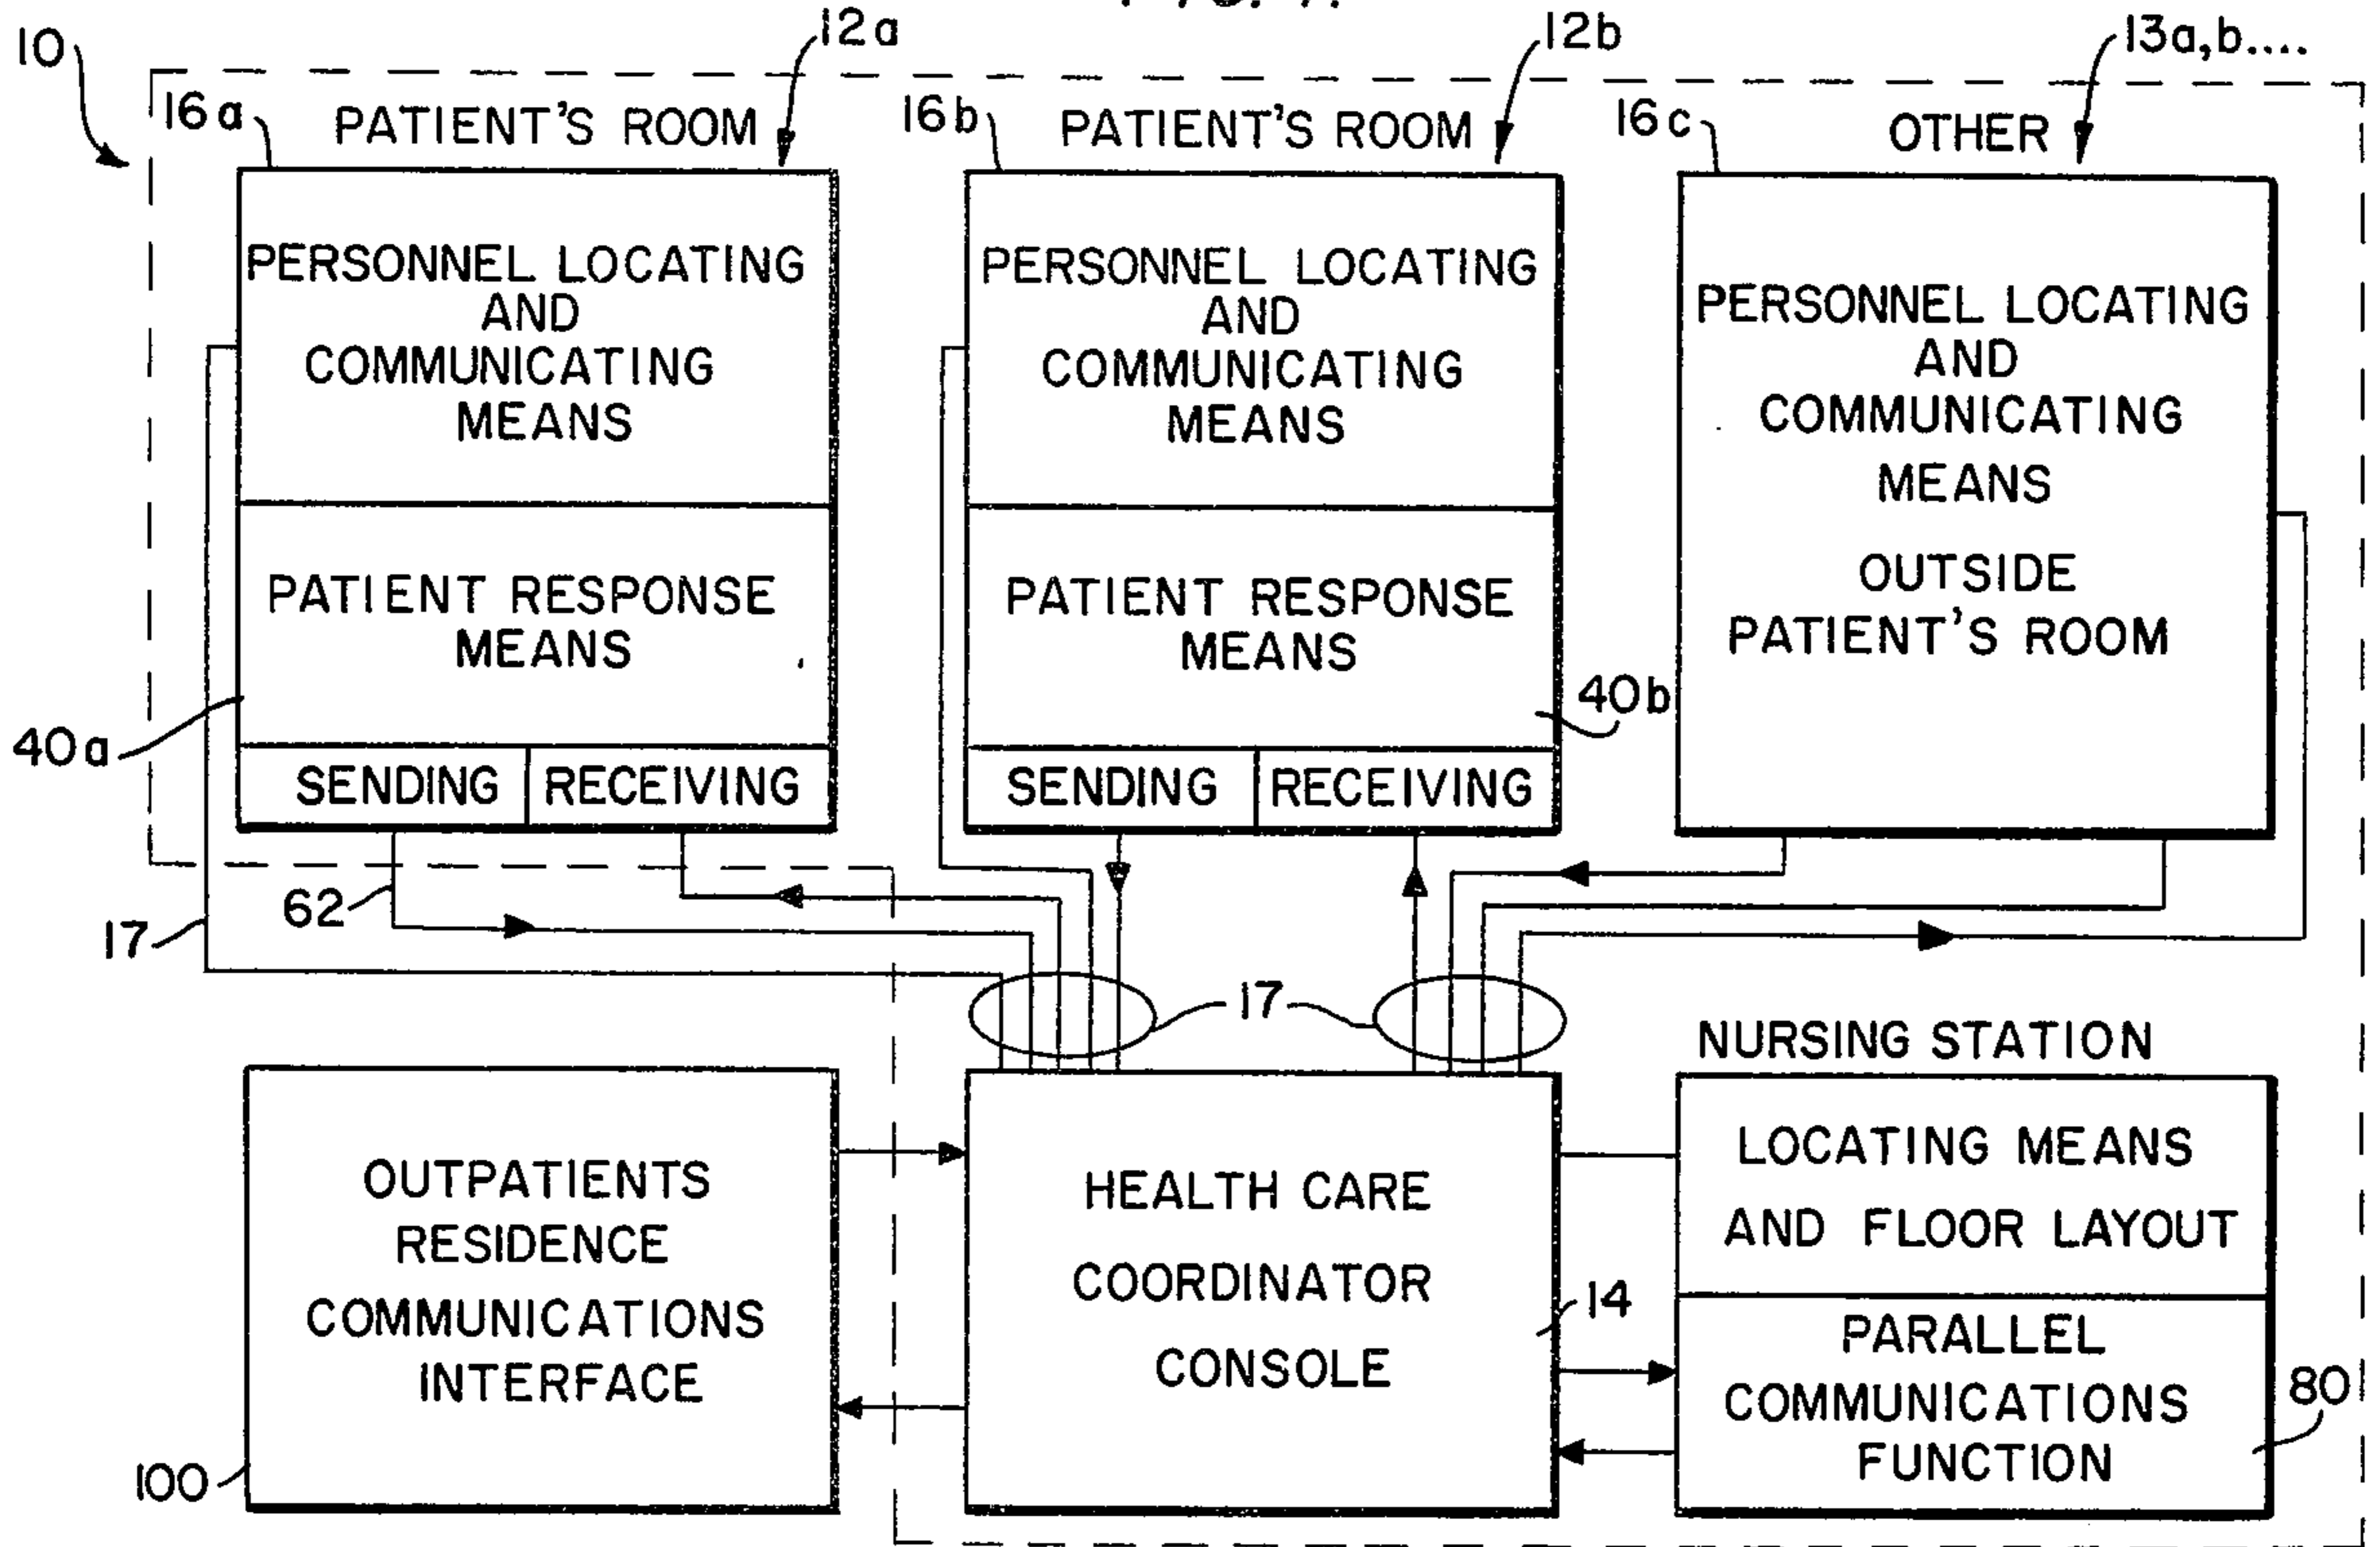 10
12a
12b
13a,b....
16a
PATIENT'S ROOM
16b
PATIENT'S ROOM
16c
OTHER
PERSONNEL LOCATING
AND
COMMUNICATING
MEANS
PATIENT RESPONSE
MEANS
40a
SENDING
RECEIVING
PERSONNEL LOCATING
AND
COMMUNICATING
MEANS
PATIENT RESPONSE
MEANS
40b
SENDING
RECEIVING
PERSONNEL LOCATING
AND
COMMUNICATING
MEANS
OUTSIDE
PATIENT'S ROOM
62
17
17
NURSING STATION
OUTPATIENTS
RESIDENCE
COMMUNICATIONS
INTERFACE
100
HEALTH CARE
COORDINATOR
CONSOLE
14
LOCATING MEANS
AND FLOOR LAYOUT
PARALLEL
COMMUNICATIONS
FUNCTION
80